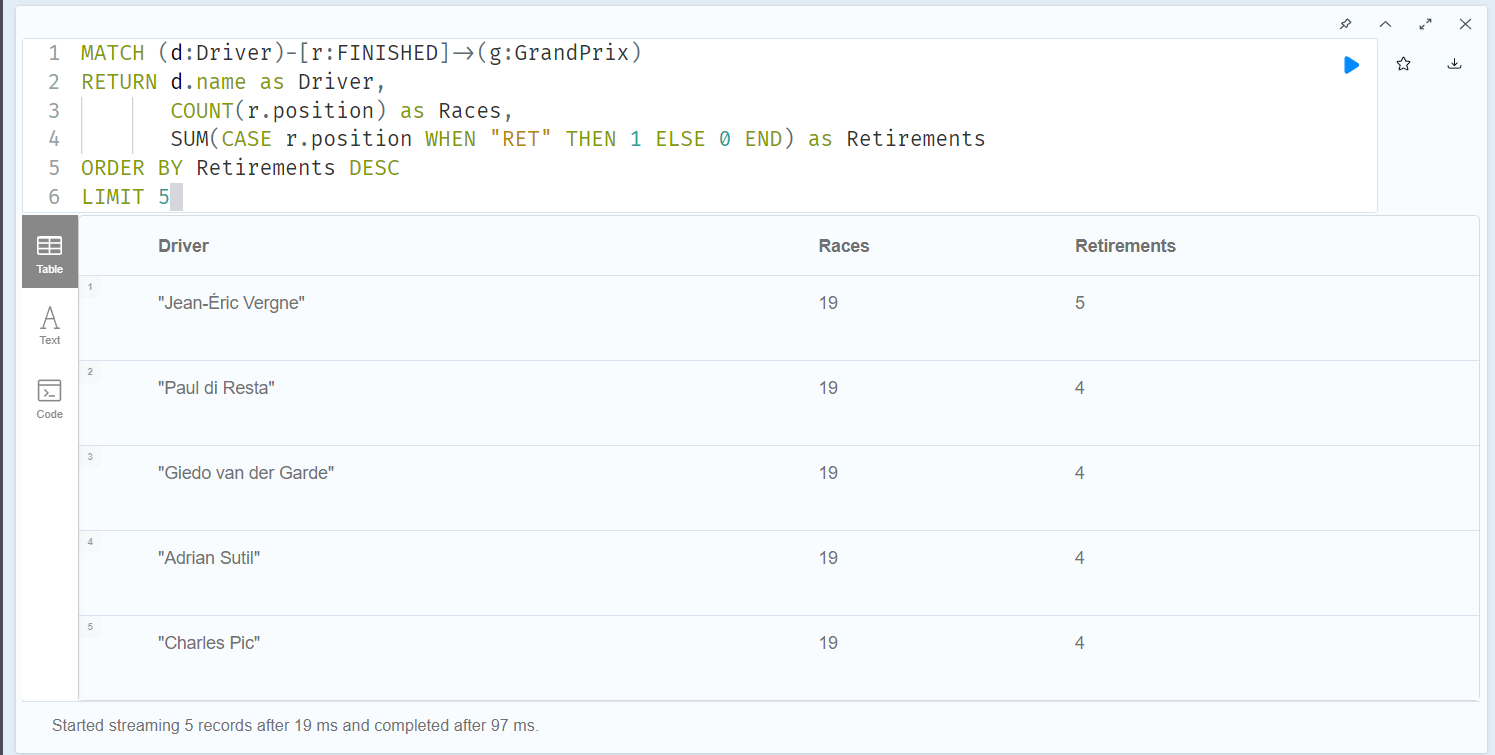 1 MATCH (d:Driver)-[r:FINISHED]->(g:GrandPrix)
2 RETURN d.name as Driver,
3 COUNT(r.position) as Races,
4 SUM(CASE r.position WHEN "RET" THEN 1 ELSE 0 END) as Retirements
5 ORDER BY Retirements DESC
6 LIMIT 5
Table
Text
Code
Driver Races Retirements
1 "Jean-Éric Vergne" 19 5
2 "Paul di Resta" 19 4
3 "Giedo van der Garde" 19 4
4 "Adrian Sutil" 19 4
5 "Charles Pic" 19 4
Started streaming 5 records after 19 ms and completed after 97 ms.